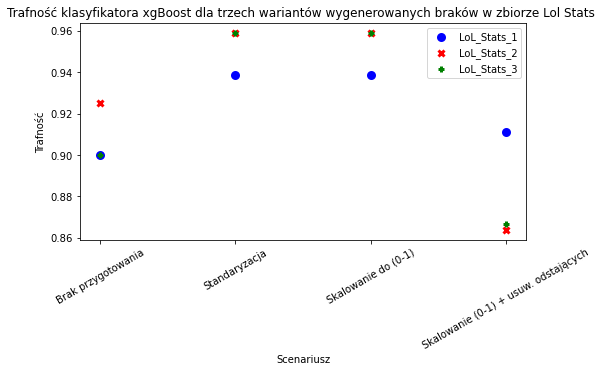 Trafność klasyfikatora xgBoost dla trzech wariantów wygenerowanych braków w zbiorze Lol Stats
0.96
0.94
0.92
0.90
0.88
0.86
Trafność
LoL_Stats_1
LoL_Stats_2
LoL_Stats_3
Brak przygotowania
Standaryzacja
Skalowanie do (0-1)
Skalowanie (0-1) + usuw. odstających
Scenariusz